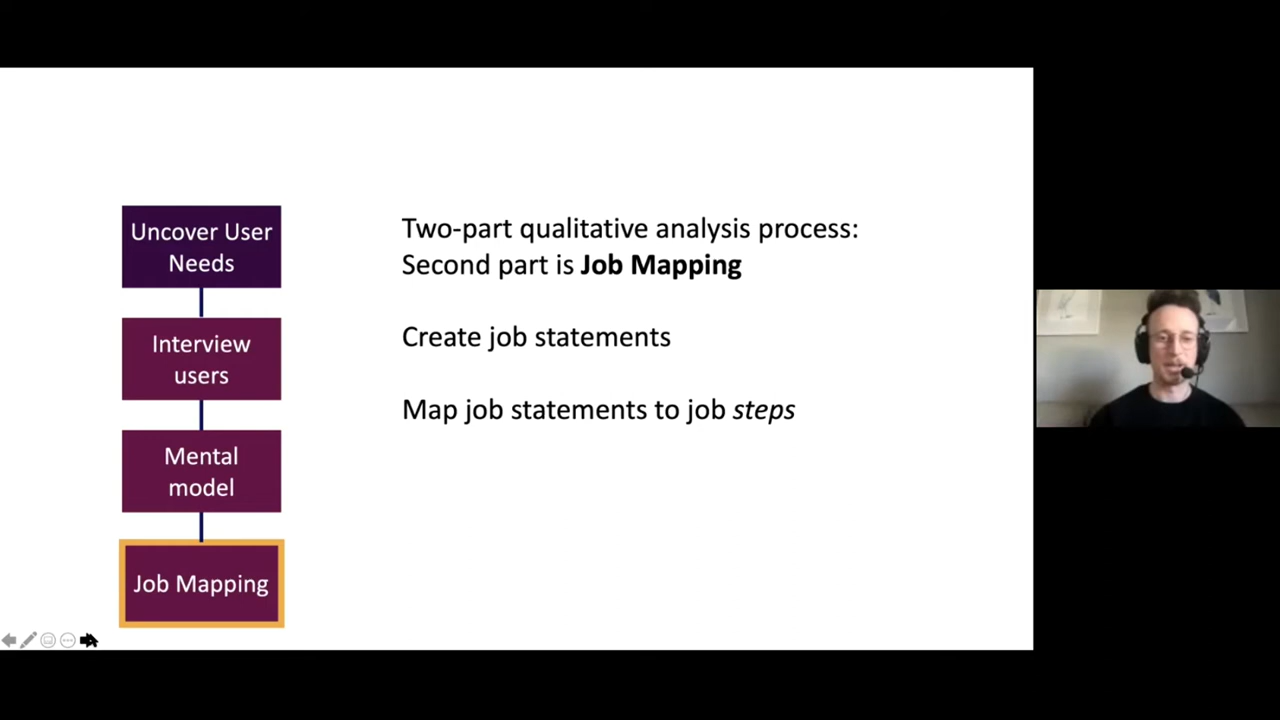 Uncover User
Needs
Interview
users
Mental
model
Job Mapping
Two-part qualitative analysis process:
Second part is Job Mapping
Create job statements
Map job statements to job steps